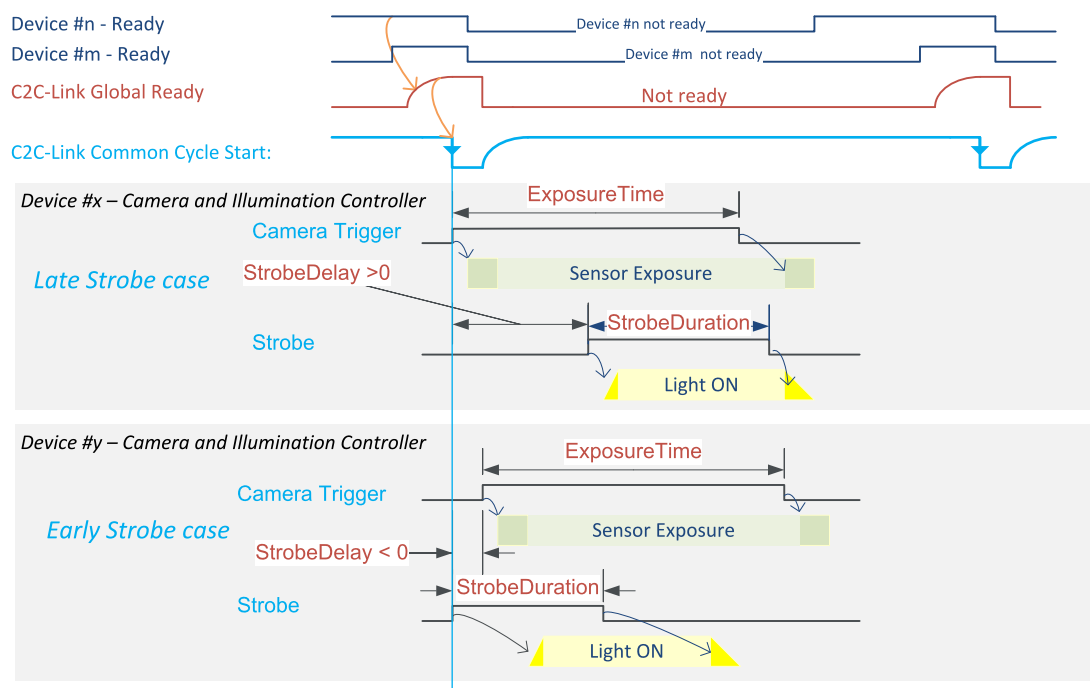 Device #n - Ready
Device #n not ready
Device #m - Ready
Device #m  not ready
C2C-Link Global Ready
Not ready
C2C-Link Common Cycle Start:
Device #x – Camera and Illumination Controller
ExposureTime
Camera Trigger
Late Strobe case
StrobeDelay >0
Sensor Exposure
StrobeDuration
Strobe
Light ON
Device #y – Camera and Illumination Controller
ExposureTime
Camera Trigger
Early Strobe case
Sensor Exposure
StrobeDelay < 0
StrobeDuration
Strobe
Light ON